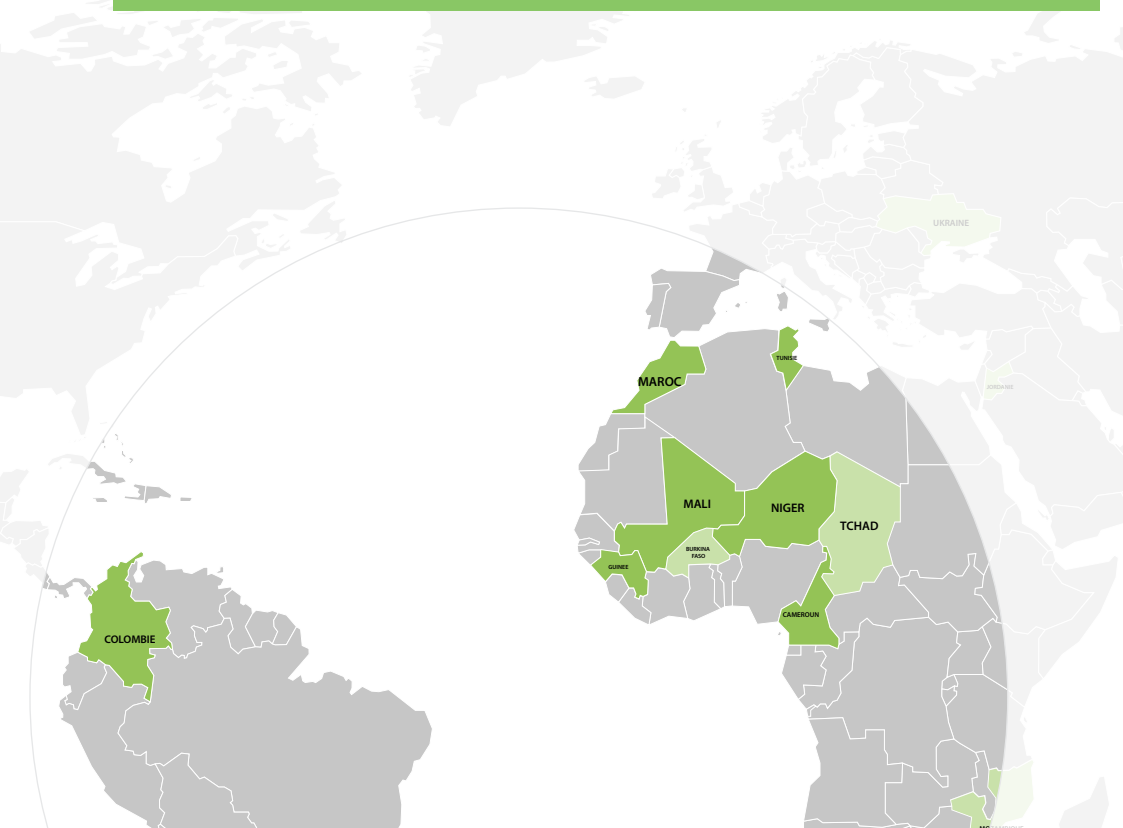 UKRAINE
TUNISIE
MAROC
JORDANIE
MALI
NIGER
TCHAD
BURKINA
FASO
GUINEE
CAMEROUN
COLOMBIE